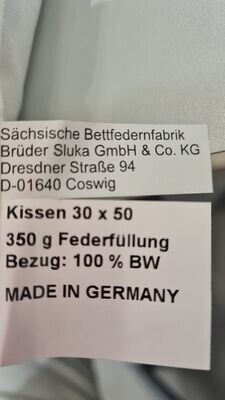 Sächsische Bettfedernfabrik
Brüder Sluka GmbH & Co. KG
Dresdner Straße 94
D-01640 Coswig
Kissen 30 x 50
350 g Federfüllung
Bezug: 100 % BW
MADE IN GERMANY